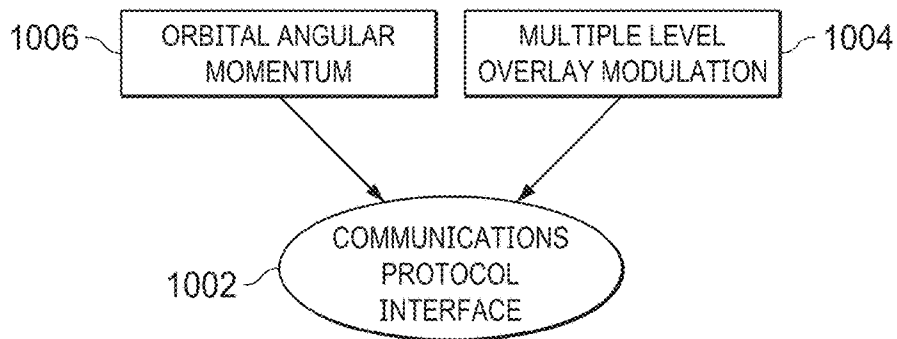 1006
ORBITAL ANGULAR
MOMENTUM
MULTIPLE LEVEL
OVERLAY MODULATION
1004
COMMUNICATIONS
PROTOCOL
INTERFACE
1002